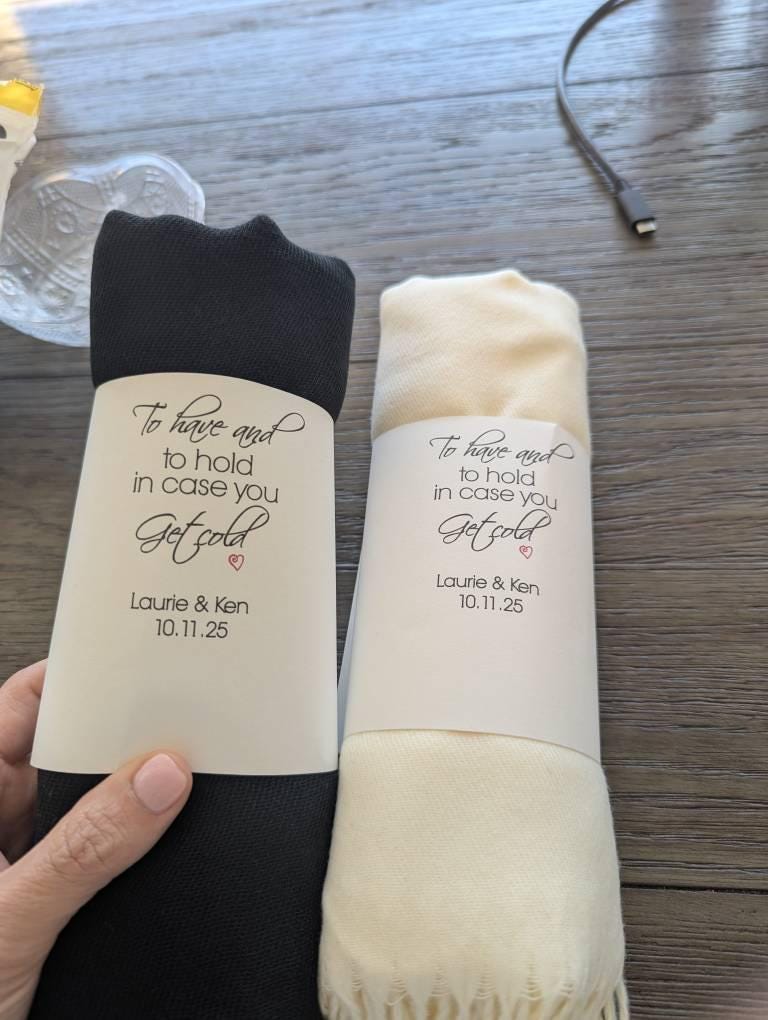 To have and
to hold
in case you
Get cold
Laurie & Ken
10.11.25
To have and
to hold
in case you
Get cold
Laurie & Ken
10.11.25